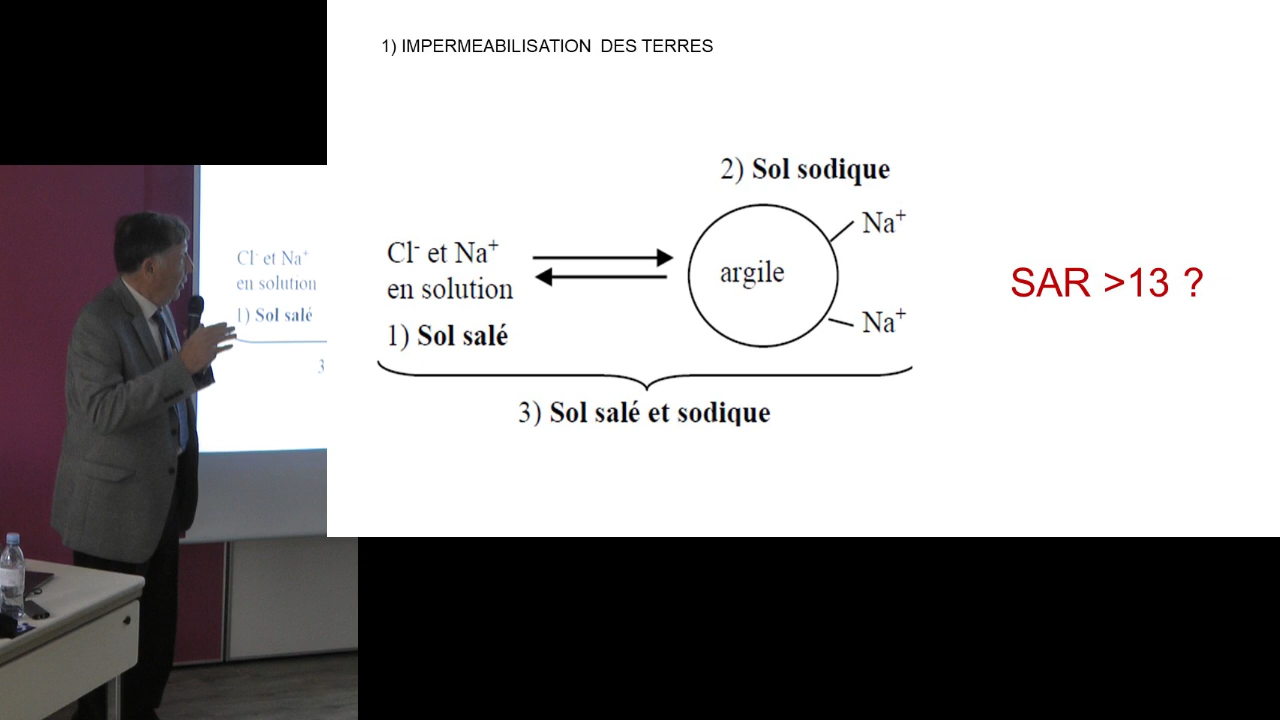 1) IMPERMEABILISATION DES TERRES
2) Sol sodique
Na+
Cl- et Na+
en solution
argile
1) Sol salé
Na+
SAR >13 ?
3) Sol salé et sodique
Cl- et Na+
en solution
1) Sol salé
3